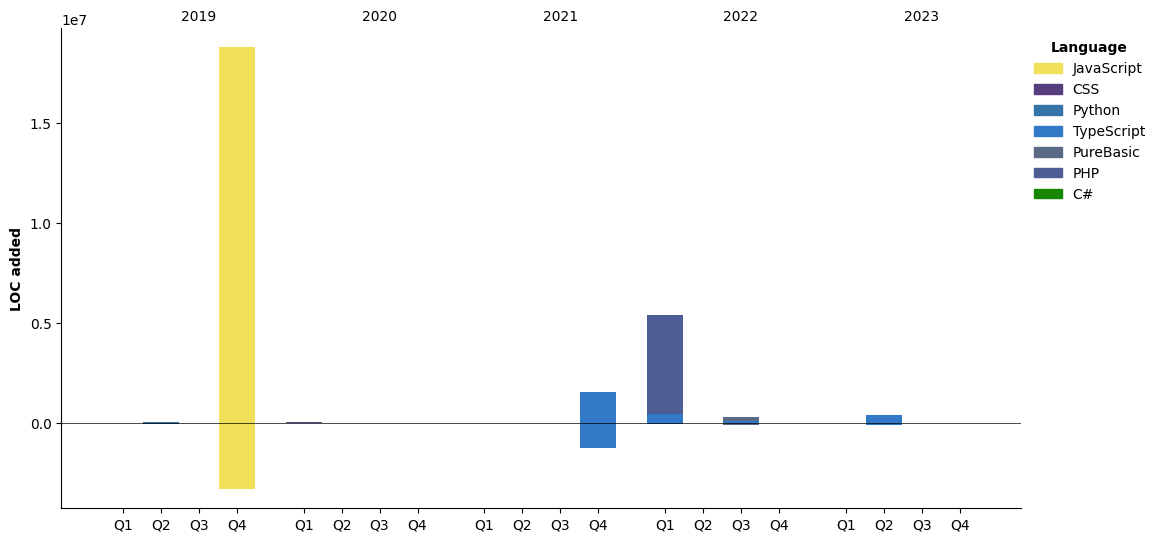 1e7
2019 2020 2021 2022 2023
Language
JavaScript
CSS
Python
TypeScript
PureBasic
PHP
C#
LOC added
1.5
1.0
0.5
0.0
Q1 Q2 Q3 Q4 Q1 Q2 Q3 Q4 Q1 Q2 Q3 Q4 Q1 Q2 Q3 Q4 Q1 Q2 Q3 Q4